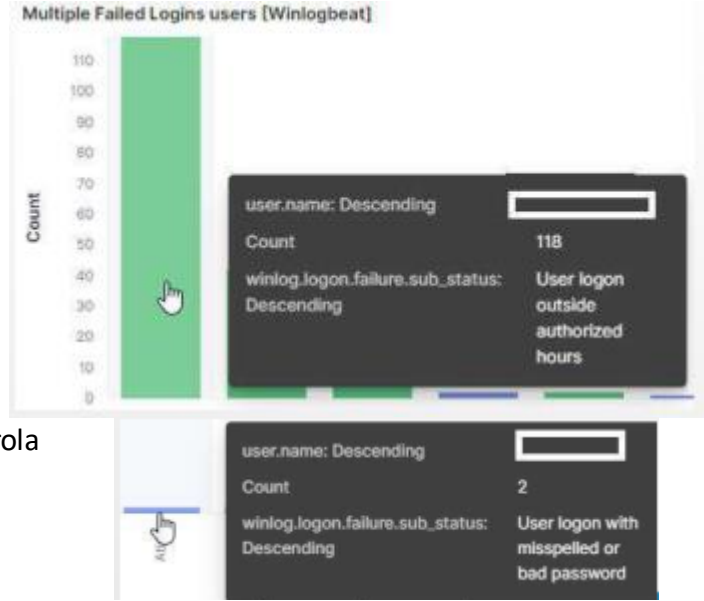 Multiple Failed Logins users [Winlogbeat]
110
100
90
80
70
60
50
40
30
20
10
0
Count
user.name: Descending
Count 118
winlog.logon.failure.sub_status: User logon
Descending outside
authorized
hours
rola
user.name: Descending
Count 2
winlog.logon.failure.sub_status: User logon with
Descending misspelled or
bad password